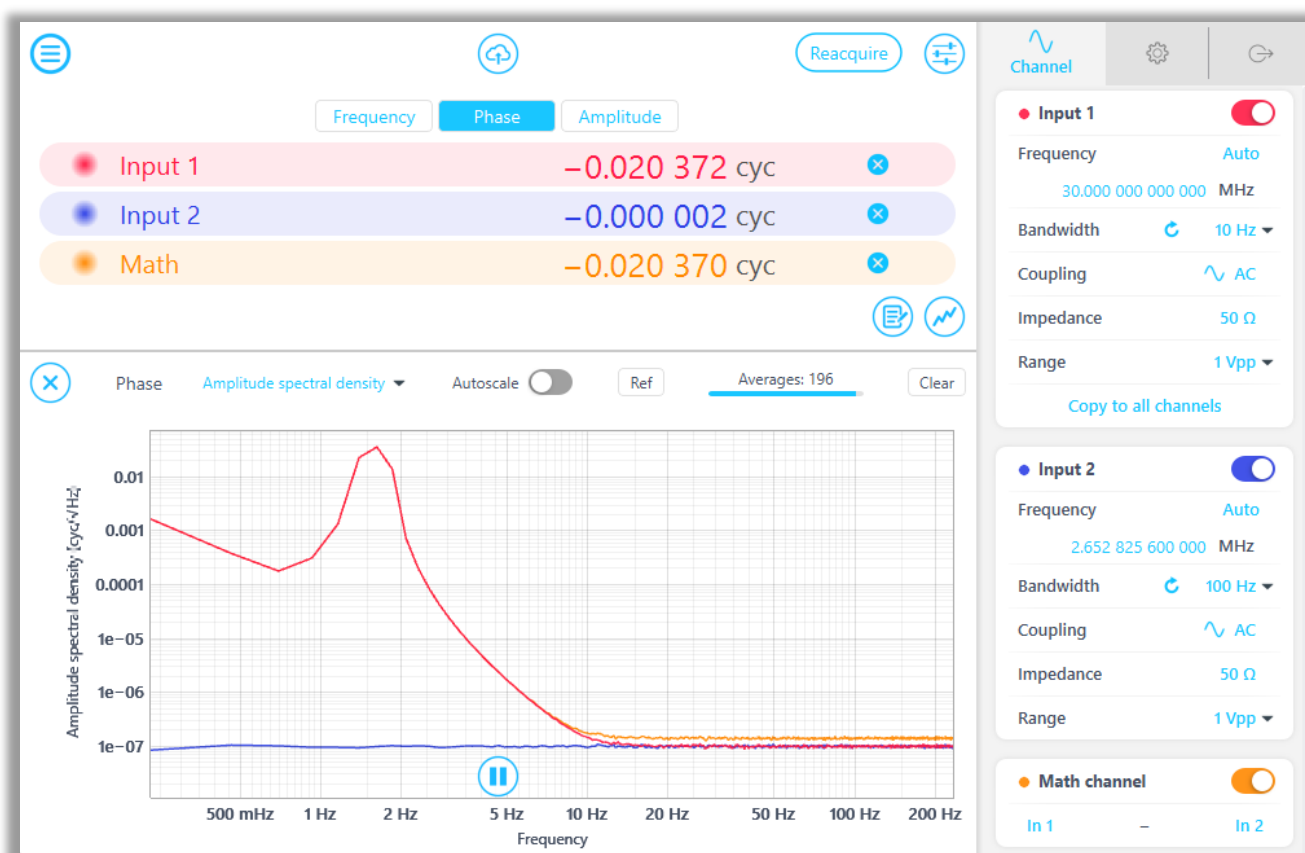 Reacquire
Frequency Phase Amplitude
Input 1 −0.020 372 cyc
Input 2 −0.000 002 cyc
Math −0.020 370 cyc
Phase Amplitude spectral density Autoscale Ref Averages: 196 Clear
Amplitude spectral density [cyc/√Hz]
0.01
0.001
0.0001
1e−05
1e−06
1e−07
500 mHz 1 Hz 2 Hz 5 Hz 10 Hz 20 Hz 50 Hz 100 Hz 200 Hz
Frequency
Channel
Input 1
Frequency Auto
30.000 000 000 000 MHz
Bandwidth 10 Hz
Coupling AC
Impedance 50 Ω
Range 1 Vpp
Copy to all channels
Input 2
Frequency Auto
2.652 825 600 000 MHz
Bandwidth 100 Hz
Coupling AC
Impedance 50 Ω
Range 1 Vpp
Math channel
In 1 − In 2